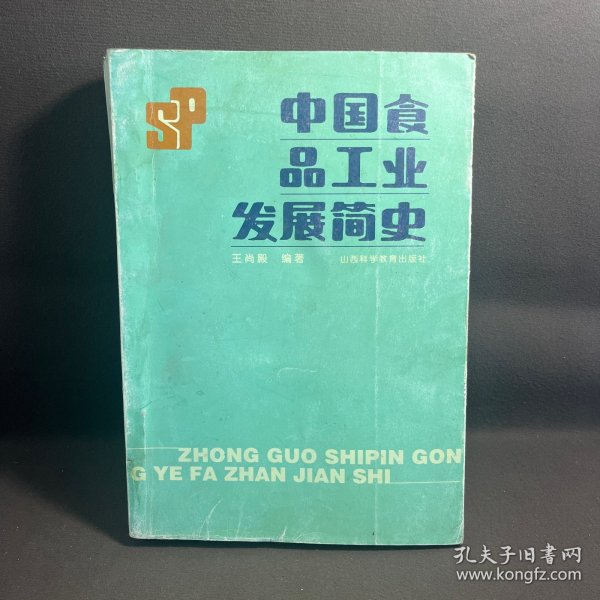 SP
中国食
品工业
发展简史
王尚殿 编著 山西科学教育出版社
ZHONG GUO SHIPIN GON
G YE FA ZHAN JIAN SHI
孔夫子旧书网
www.kongfz.com